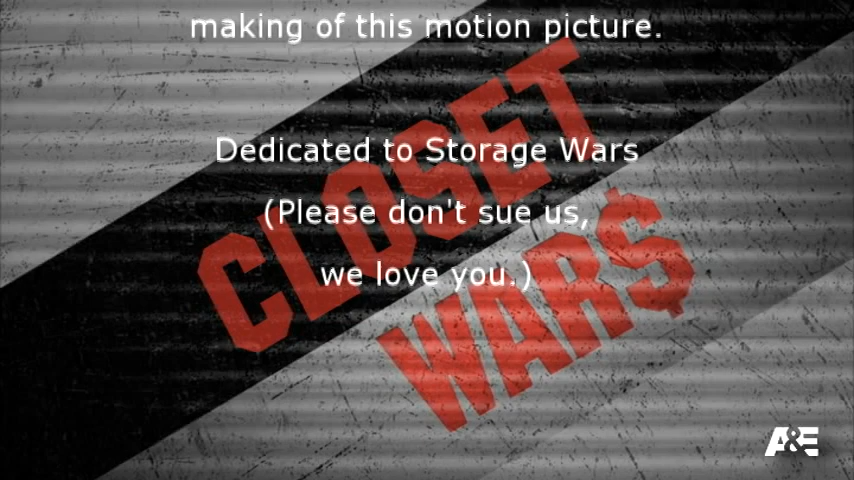 making of this motion picture.
Dedicated to Storage Wars
(Please don't sue us,
we love you.)
CLOSET
WAR$
A&E